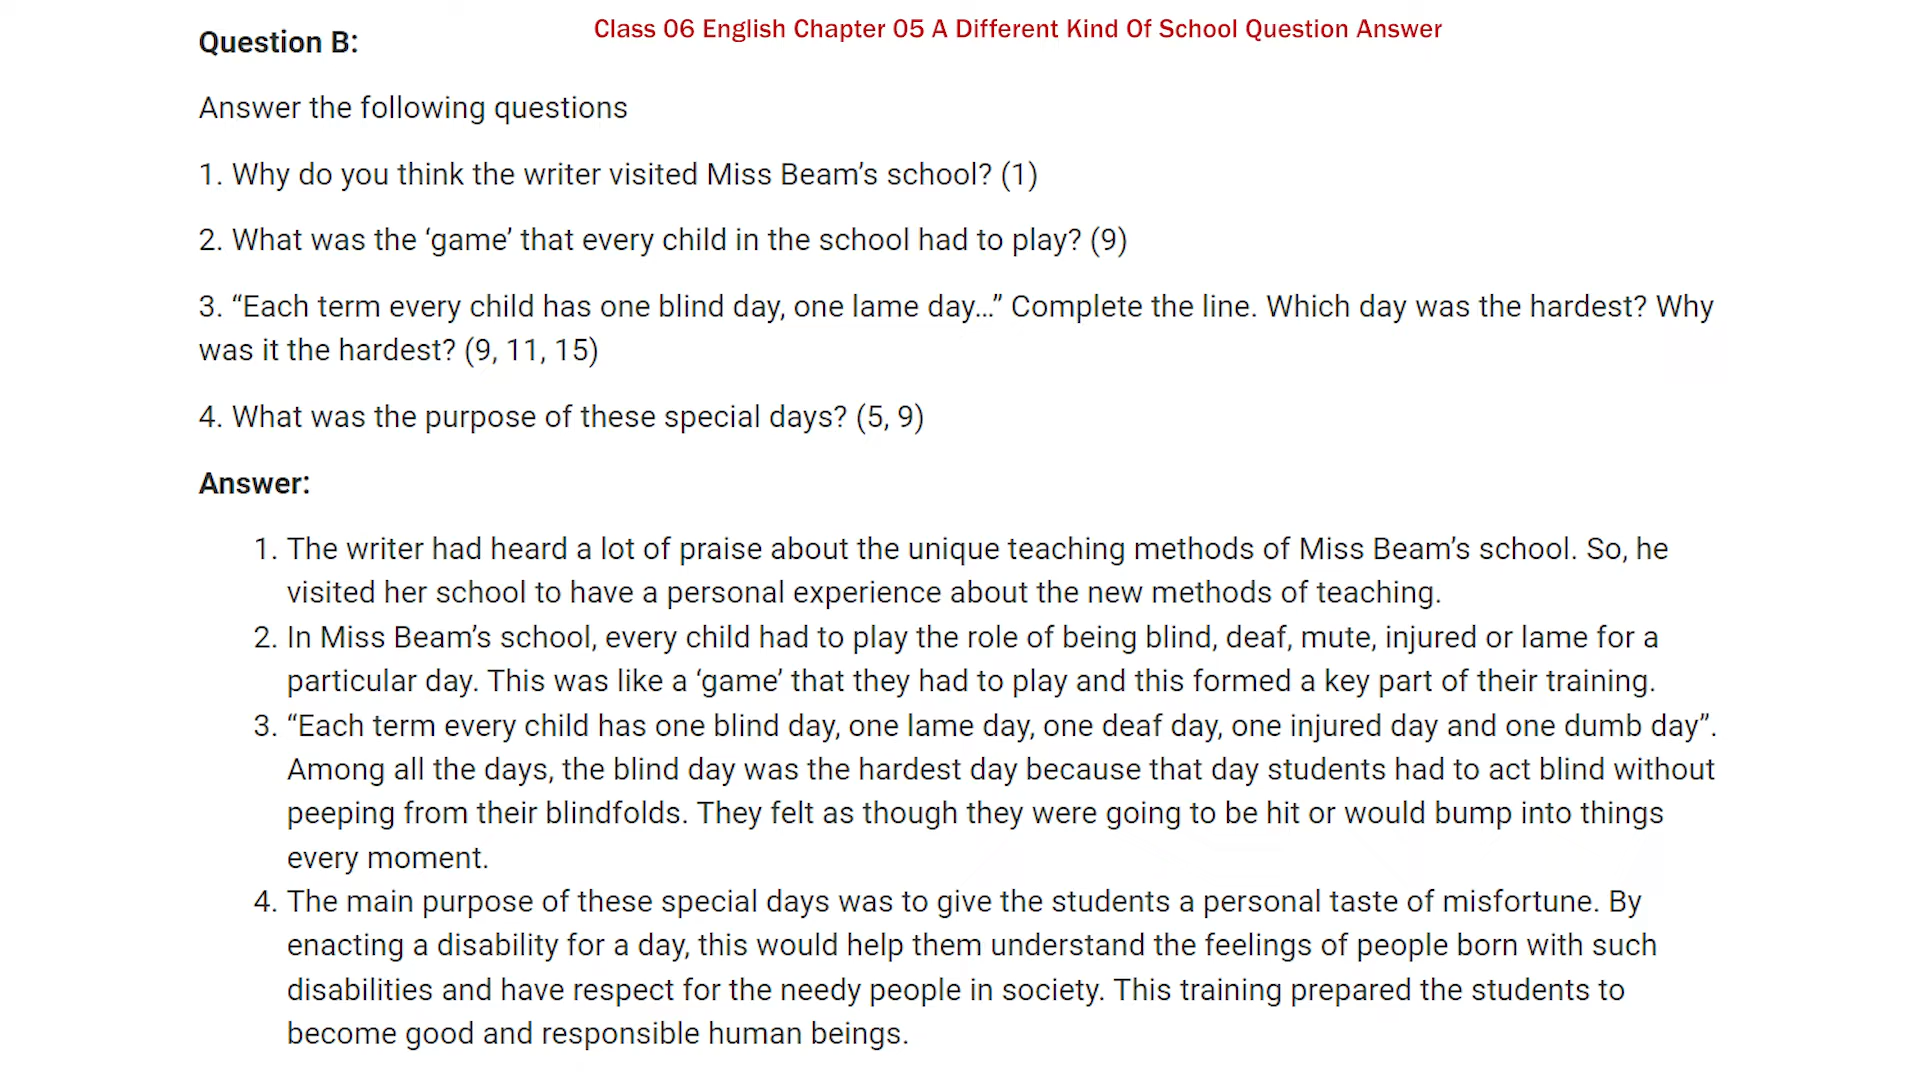 Class 06 English Chapter 05 A Different Kind Of School Question Answer
Question B:
Answer the following questions
1. Why do you think the writer visited Miss Beam’s school? (1)
2. What was the ‘game’ that every child in the school had to play? (9)
3. “Each term every child has one blind day, one lame day…” Complete the line. Which day was the hardest? Why
was it the hardest? (9, 11, 15)
4. What was the purpose of these special days? (5, 9)
Answer:
1. The writer had heard a lot of praise about the unique teaching methods of Miss Beam’s school. So, he
visited her school to have a personal experience about the new methods of teaching.
2. In Miss Beam’s school, every child had to play the role of being blind, deaf, mute, injured or lame for a
particular day. This was like a ‘game’ that they had to play and this formed a key part of their training.
3. “Each term every child has one blind day, one lame day, one deaf day, one injured day and one dumb day”.
Among all the days, the blind day was the hardest day because that day students had to act blind without
peeping from their blindfolds. They felt as though they were going to be hit or would bump into things
every moment.
4. The main purpose of these special days was to give the students a personal taste of misfortune. By
enacting a disability for a day, this would help them understand the feelings of people born with such
disabilities and have respect for the needy people in society. This training prepared the students to
become good and responsible human beings.